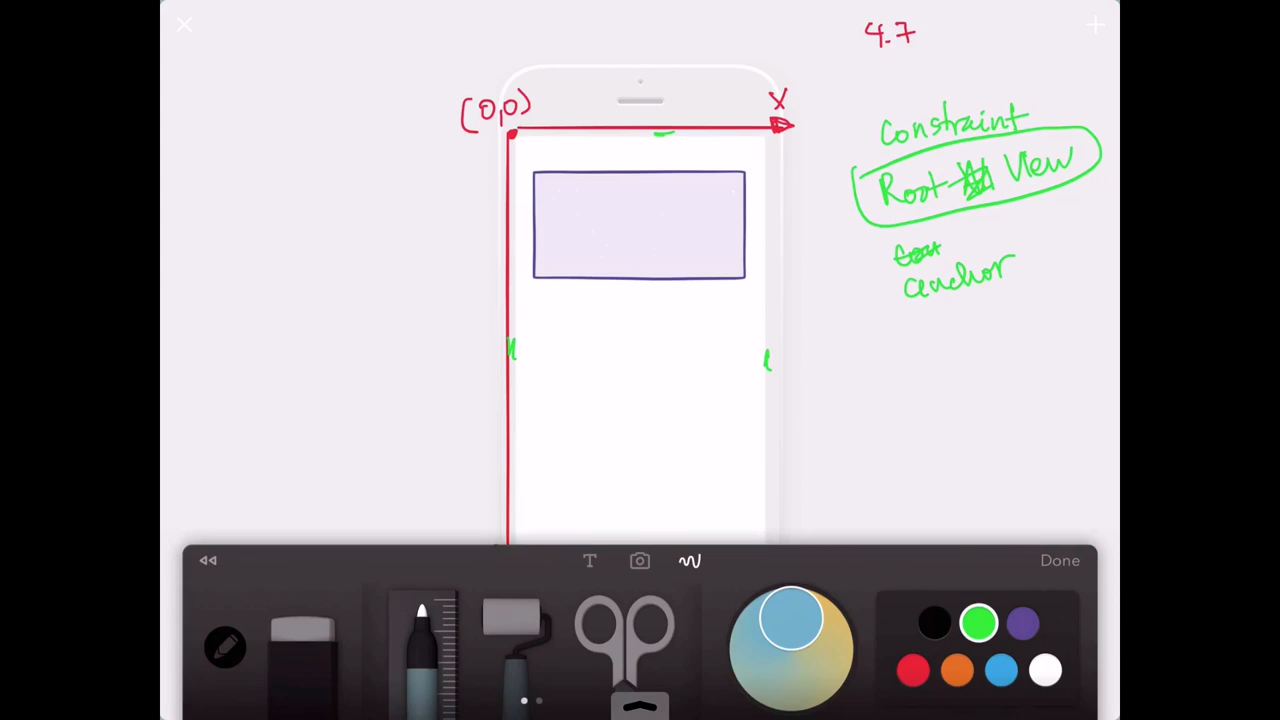 4.7
(0,0)
X
Constraint
Root View
anchor
T
Done